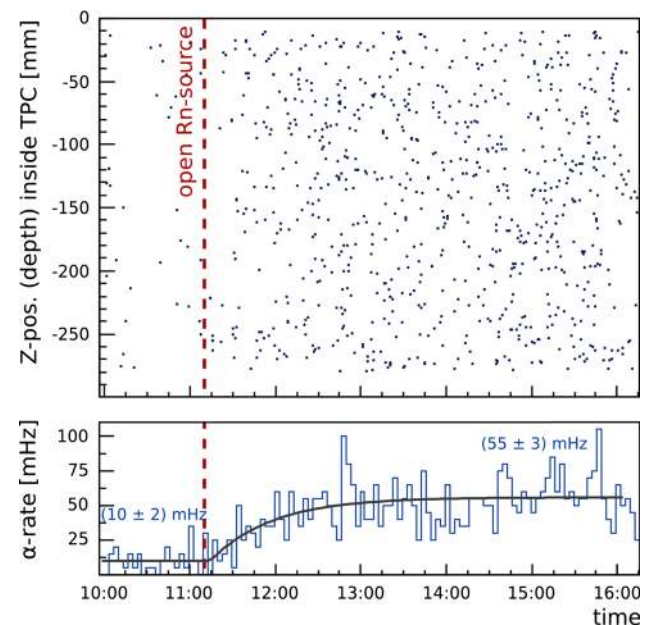 0
-50
-100
-150
-200
-250
Z-pos. (depth) inside TPC [mm]
open Rn-source
100
75
50
25
α-rate [mHz]
(10 ± 2) mHz
(55 ± 3) mHz
10:00 11:00 12:00 13:00 14:00 15:00 16:00
time